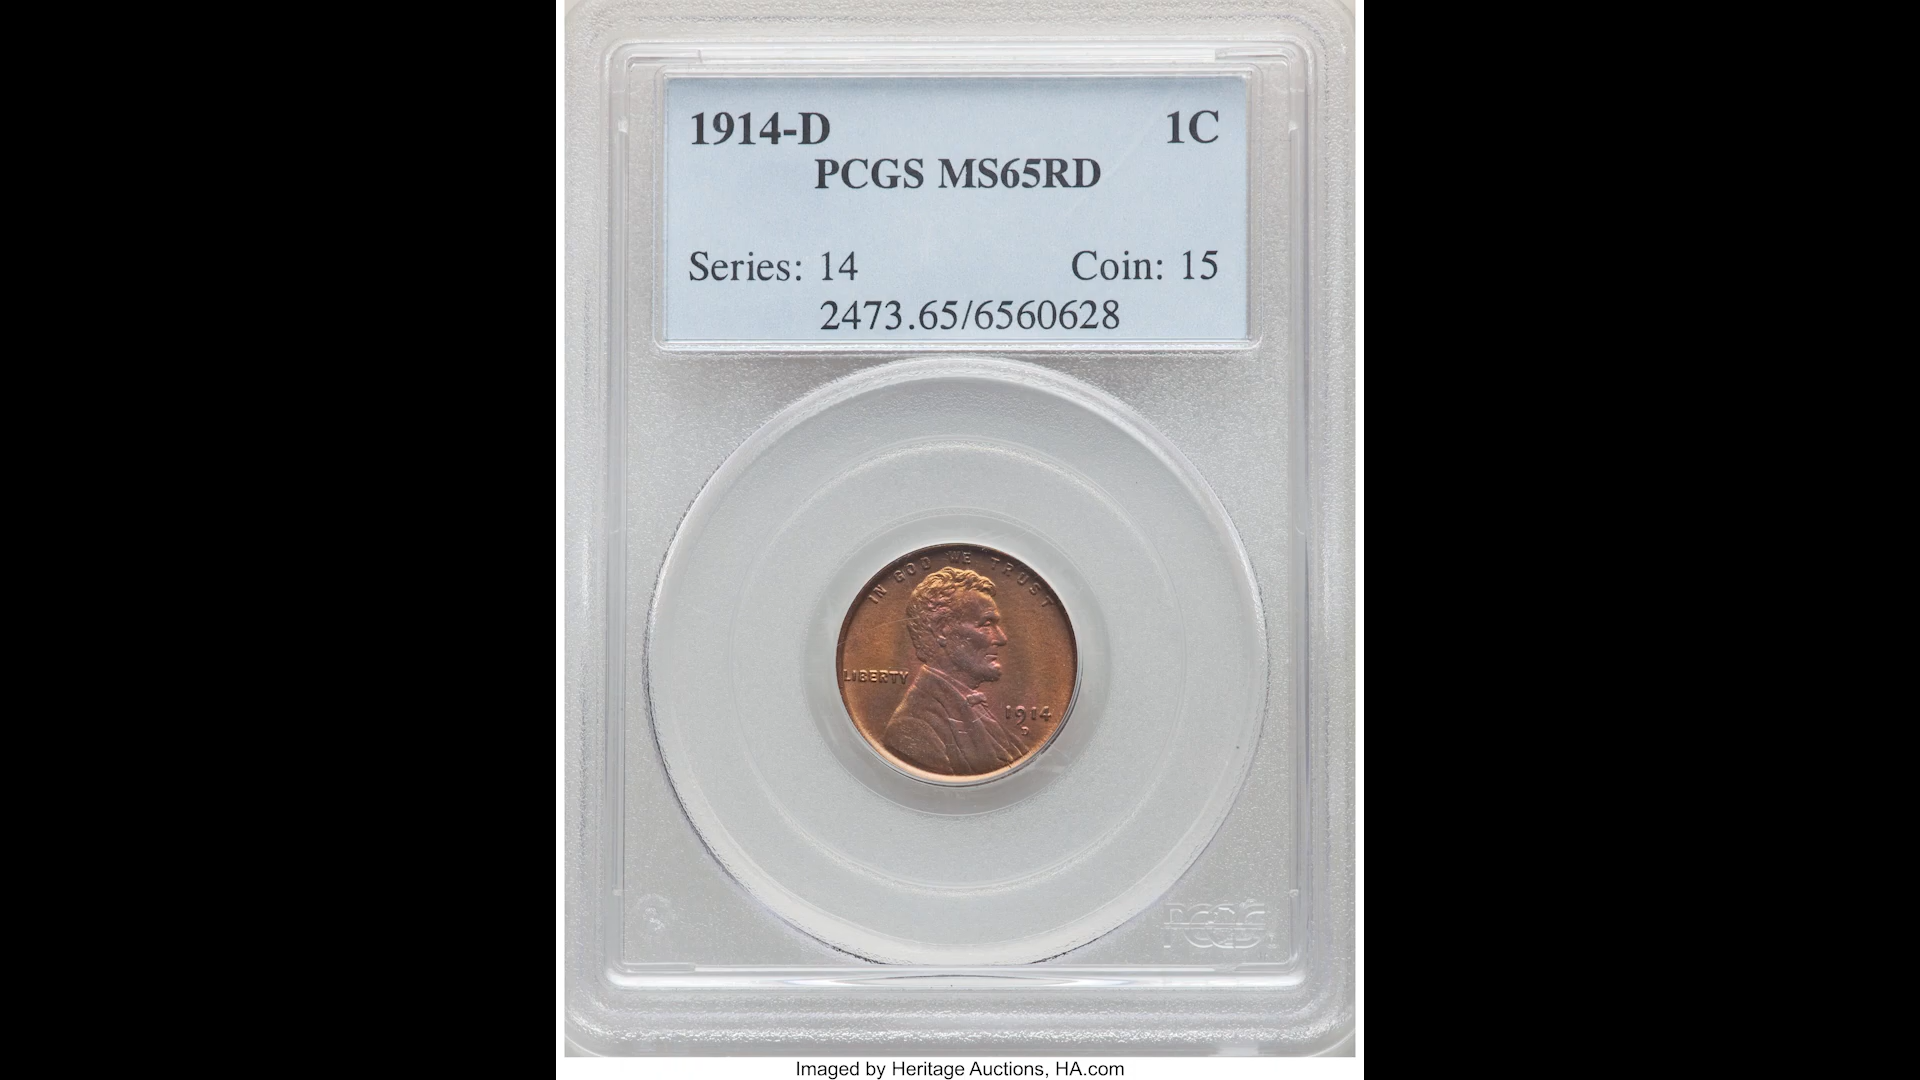 1914-D 1C
PCGS MS65RD
Series: 14 Coin: 15
2473.65/6560628
IN GOD WE TRUST
LIBERTY
1914
D
PCGS
Imaged by Heritage Auctions, HA.com